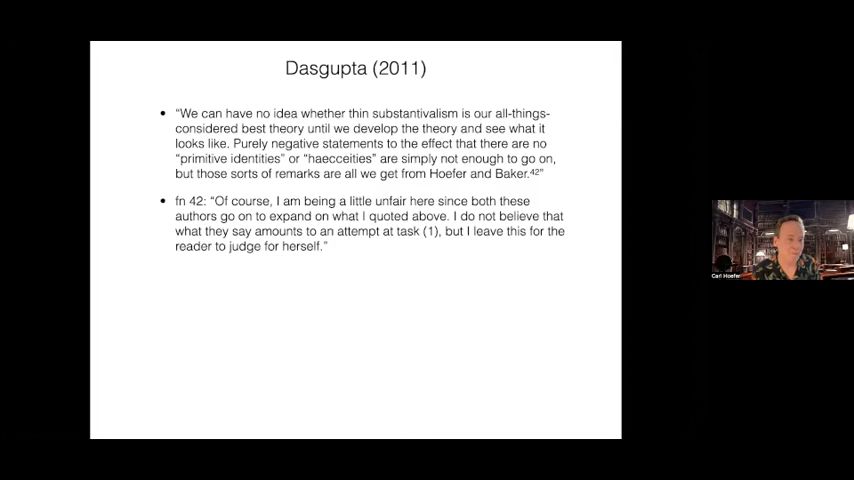 Dasgupta (2011)
• “We can have no idea whether thin substantivalism is our all-things-
considered best theory until we develop the theory and see what it
looks like. Purely negative statements to the effect that there are no
“primitive identities” or “haecceities” are simply not enough to go on,
but those sorts of remarks are all we get from Hoefer and Baker.⁴²”
• fn 42: “Of course, I am being a little unfair here since both these
authors go on to expand on what I quoted above. I do not believe that
what they say amounts to an attempt at task (1), but I leave this for the
reader to judge for herself.”
Carl Hoefer